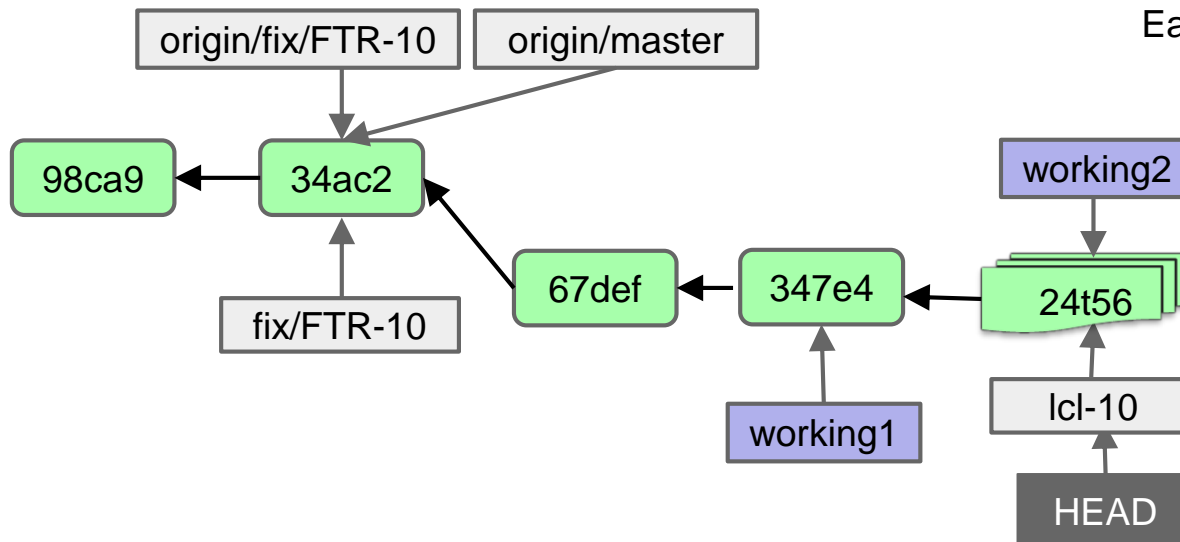 Ea
origin/fix/FTR-10
origin/master
98ca9
34ac2
working2
67def
347e4
24t56
fix/FTR-10
lcl-10
working1
HEAD